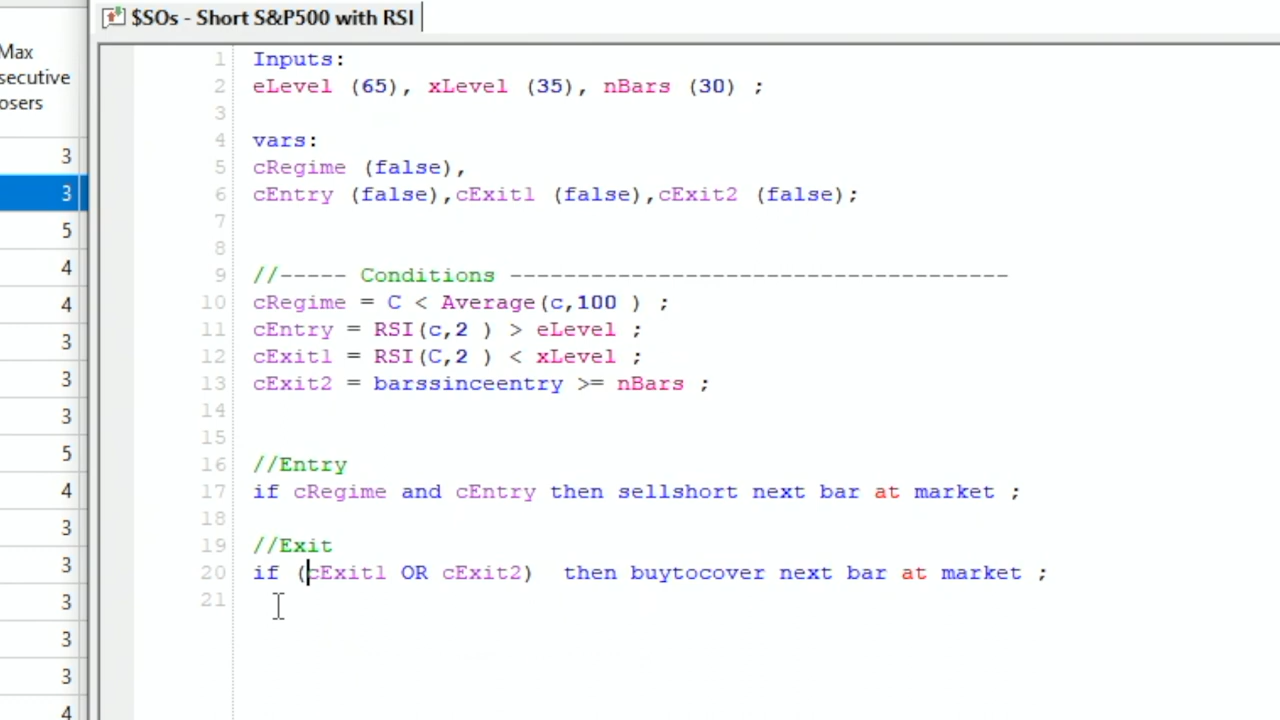 $SOs - Short S&P500 with RSI
Max
secutive
osers
3
3
5
4
4
3
3
3
5
4
3
3
3
3
3
4
1 Inputs:
2 eLevel (65), xLevel (35), nBars (30) ;
3
4 vars:
5 cRegime (false),
6 cEntry (false),cExit1 (false),cExit2 (false);
7
8
9 //----- Conditions -------------------------------------
10 cRegime = C < Average(c,100 ) ;
11 cEntry = RSI(c,2 ) > eLevel ;
12 cExit1 = RSI(C,2 ) < xLevel ;
13 cExit2 = barssinceentry >= nBars ;
14
15
16 //Entry
17 if cRegime and cEntry then sellshort next bar at market ;
18
19 //Exit
20 if (cExit1 OR cExit2)  then buytocover next bar at market ;
21